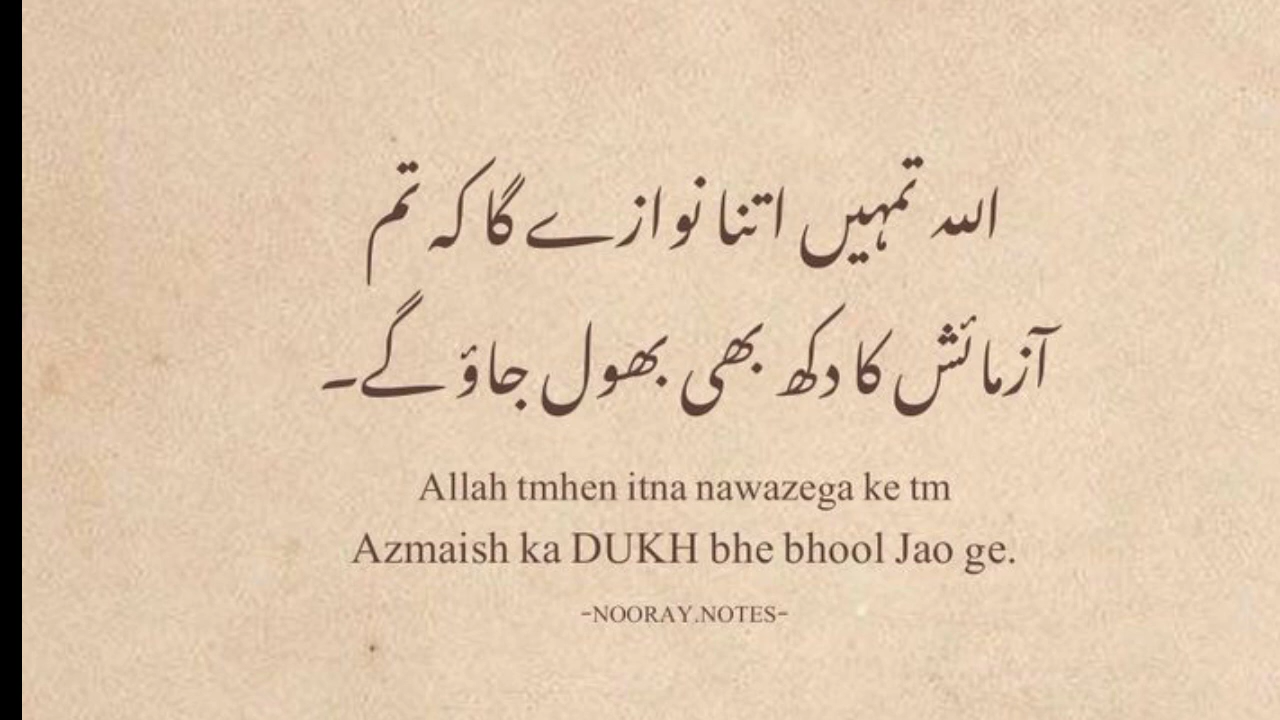 اللہ تمہیں اتنا نوازے گا کہ تم
آزمائش کا دکھ بھی بھول جاؤ گے۔
Allah tmhen itna nawazega ke tm
Azmaish ka DUKH bhe bhool Jao ge.
-NOORAY.NOTES-